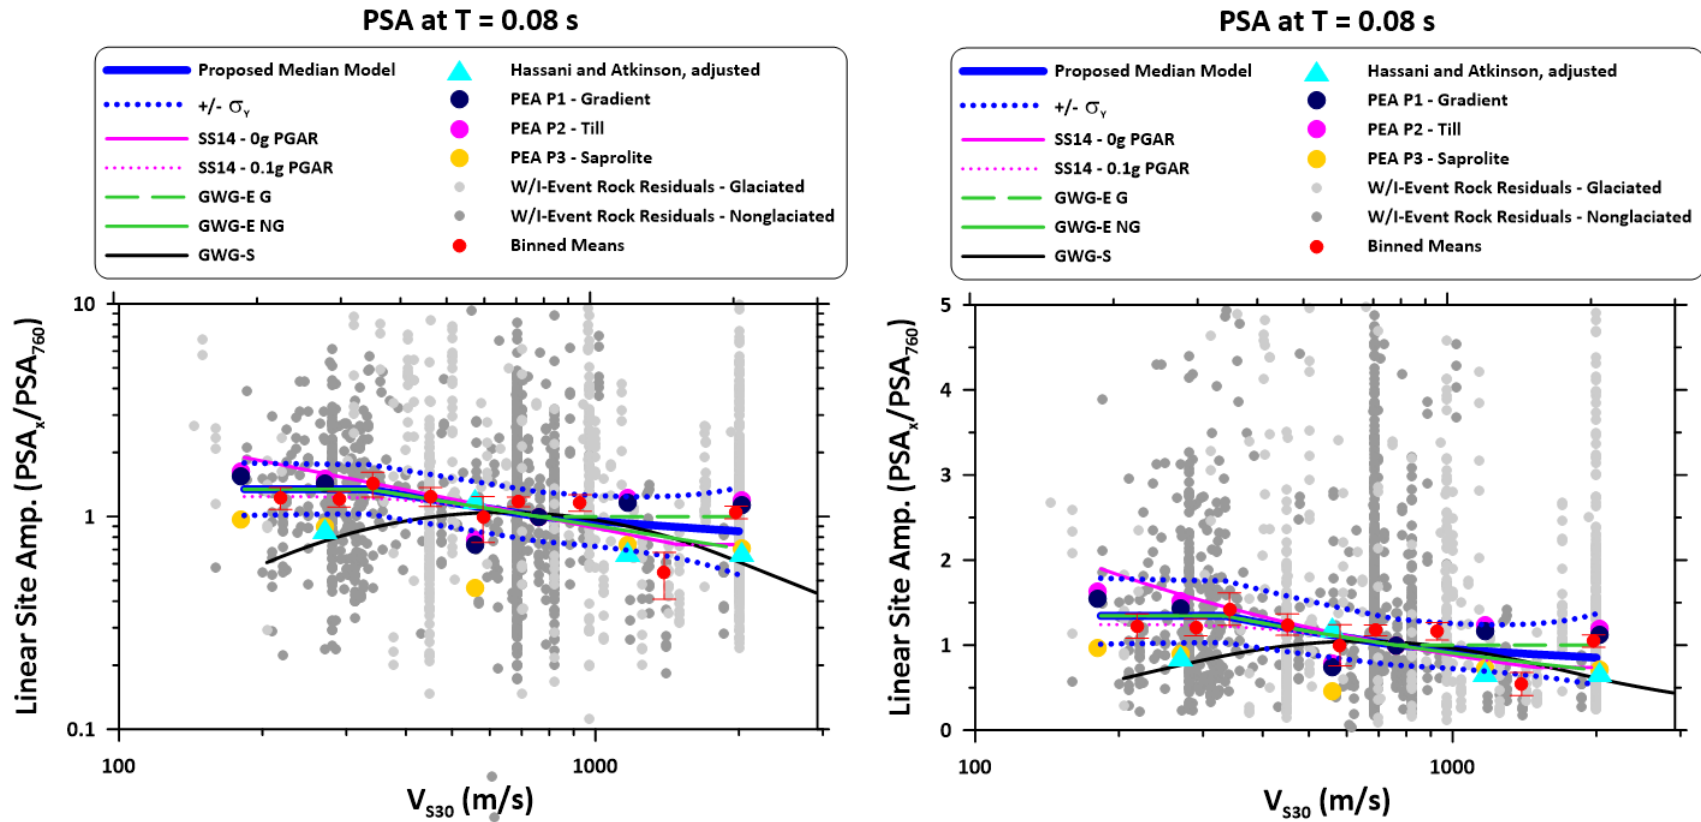 PSA at T = 0.08 s
Proposed Median Model
+/- σY
SS14 - 0g PGAR
SS14 - 0.1g PGAR
GWG-E G
GWG-E NG
GWG-S
Hassani and Atkinson, adjusted
PEA P1 - Gradient
PEA P2 - Till
PEA P3 - Saprolite
W/I-Event Rock Residuals - Glaciated
W/I-Event Rock Residuals - Nonglaciated
Binned Means
Linear Site Amp. (PSAx/PSA760)
10
1
0.1
100
1000
VS30 (m/s)
PSA at T = 0.08 s
Proposed Median Model
+/- σY
SS14 - 0g PGAR
SS14 - 0.1g PGAR
GWG-E G
GWG-E NG
GWG-S
Hassani and Atkinson, adjusted
PEA P1 - Gradient
PEA P2 - Till
PEA P3 - Saprolite
W/I-Event Rock Residuals - Glaciated
W/I-Event Rock Residuals - Nonglaciated
Binned Means
Linear Site Amp. (PSAx/PSA760)
5
4
3
2
1
0
100
1000
VS30 (m/s)